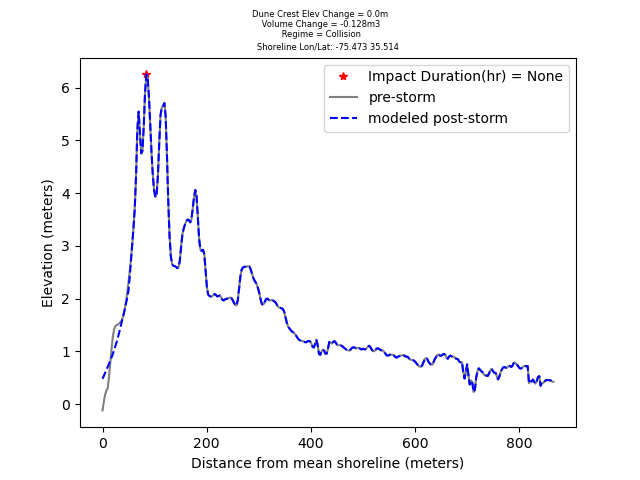 Dune Crest Elev Change = 0.0m
Volume Change = -0.128m3
Regime = Collision
Shoreline Lon/Lat: -75.473 35.514
Impact Duration(hr) = None
pre-storm
modeled post-storm
Elevation (meters)
6
5
4
3
2
1
0
0 200 400 600 800
Distance from mean shoreline (meters)